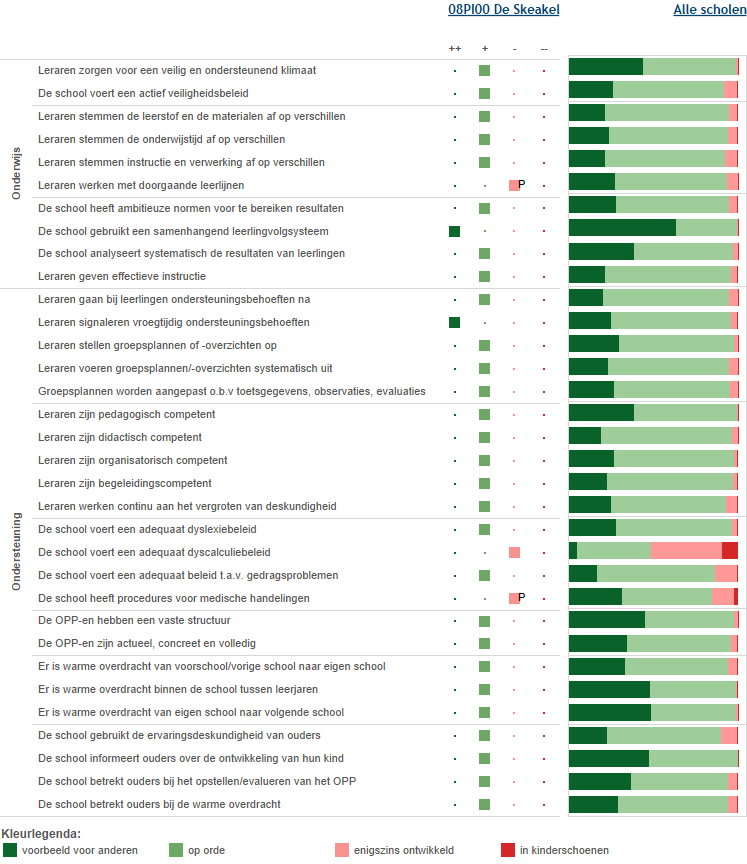 08PI00 De Skeakel Alle scholen
++ + - --
Onderwijs
Leraren zorgen voor een veilig en ondersteunend klimaat
De school voert een actief veiligheidsbeleid
Leraren stemmen de leerstof en de materialen af op verschillen
Leraren stemmen de onderwijstijd af op verschillen
Leraren stemmen instructie en verwerking af op verschillen
Leraren werken met doorgaande leerlijnen P
De school heeft ambitieuze normen voor te bereiken resultaten
De school gebruikt een samenhangend leerlingvolgsysteem
De school analyseert systematisch de resultaten van leerlingen
Leraren geven effectieve instructie
Ondersteuning
Leraren gaan bij leerlingen ondersteuningsbehoeften na
Leraren signaleren vroegtijdig ondersteuningsbehoeften
Leraren stellen groepsplannen of -overzichten op
Leraren voeren groepsplannen/-overzichten systematisch uit
Groepsplannen worden aangepast o.b.v toetsgegevens, observaties, evaluaties
Leraren zijn pedagogisch competent
Leraren zijn didactisch competent
Leraren zijn organisatorisch competent
Leraren zijn begeleidingscompetent
Leraren werken continu aan het vergroten van deskundigheid
De school voert een adequaat dyslexiebeleid
De school voert een adequaat dyscalculiebeleid
De school voert een adequaat beleid t.a.v. gedragsproblemen
De school heeft procedures voor medische handelingen P
De OPP-en hebben een vaste structuur
De OPP-en zijn actueel, concreet en volledig
Er is warme overdracht van voorschool/vorige school naar eigen school
Er is warme overdracht binnen de school tussen leerjaren
Er is warme overdracht van eigen school naar volgende school
De school gebruikt de ervaringsdeskundigheid van ouders
De school informeert ouders over de ontwikkeling van hun kind
De school betrekt ouders bij het opstellen/evalueren van het OPP
De school betrekt ouders bij de warme overdracht
Kleurlegenda:
voorbeeld voor anderen op orde enigszins ontwikkeld in kinderschoenen